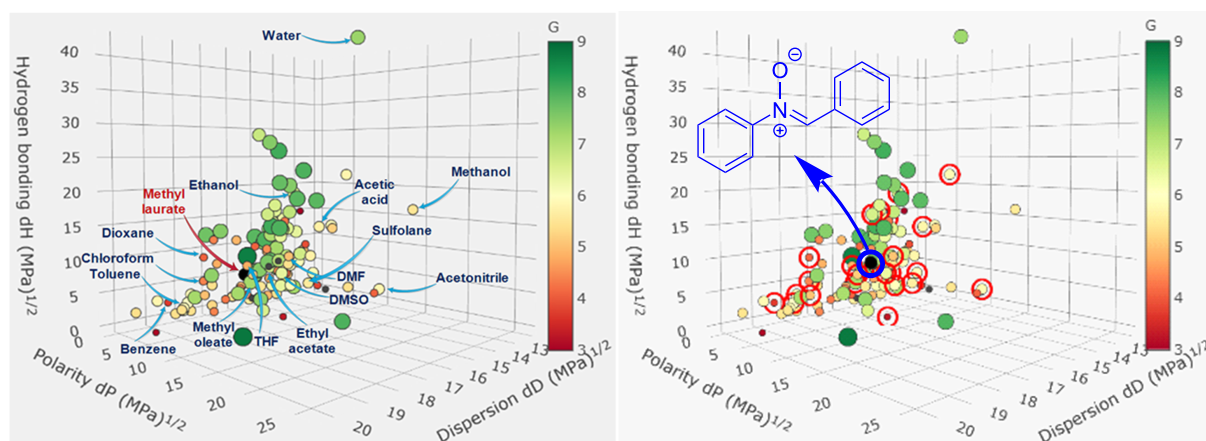 Hydrogen bonding dH (MPa)1/2
40
35
30
25
20
15
10
5
0
0
5
10
15
20
25
Polarity dP (MPa)1/2
20
19
18
17
16
15
14
13
Dispersion dD (MPa)1/2
Water
Methanol
Ethanol
Acetic
acid
Methyl
laurate
Sulfolane
Dioxane
Chloroform
Toluene
DMF
DMSO
Acetonitrile
Benzene
Methyl
oleate
THF
Ethyl
acetate
G
9
8
7
6
5
4
3
Hydrogen bonding dH (MPa)1/2
40
35
30
25
20
15
10
5
0
0
5
10
15
20
25
Polarity dP (MPa)1/2
20
19
18
17
16
15
14
13
Dispersion dD (MPa)1/2
O −
N
+
G
9
8
7
6
5
4
3